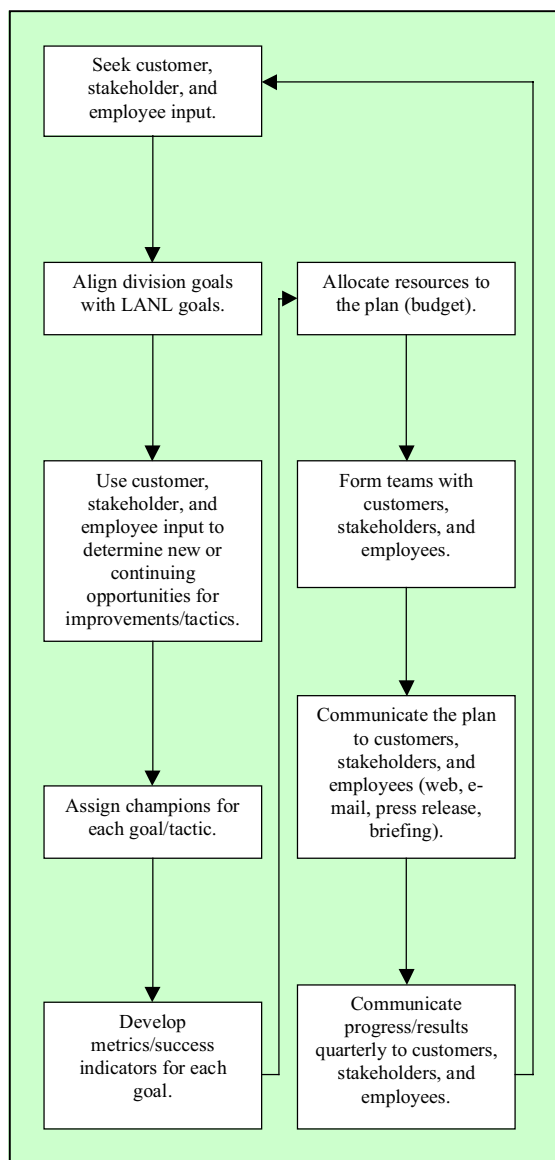 Seek customer,
stakeholder, and
employee input.
Align division goals
with LANL goals.
Use customer,
stakeholder, and
employee input to
determine new or
continuing
opportunities for
improvements/tactics.
Assign champions for
each goal/tactic.
Develop
metrics/success
indicators for each
goal.
Allocate resources to
the plan (budget).
Form teams with
customers,
stakeholders, and
employees.
Communicate the plan
to customers,
stakeholders, and
employees (web, e-
mail, press release,
briefing).
Communicate
progress/results
quarterly to customers,
stakeholders, and
employees.